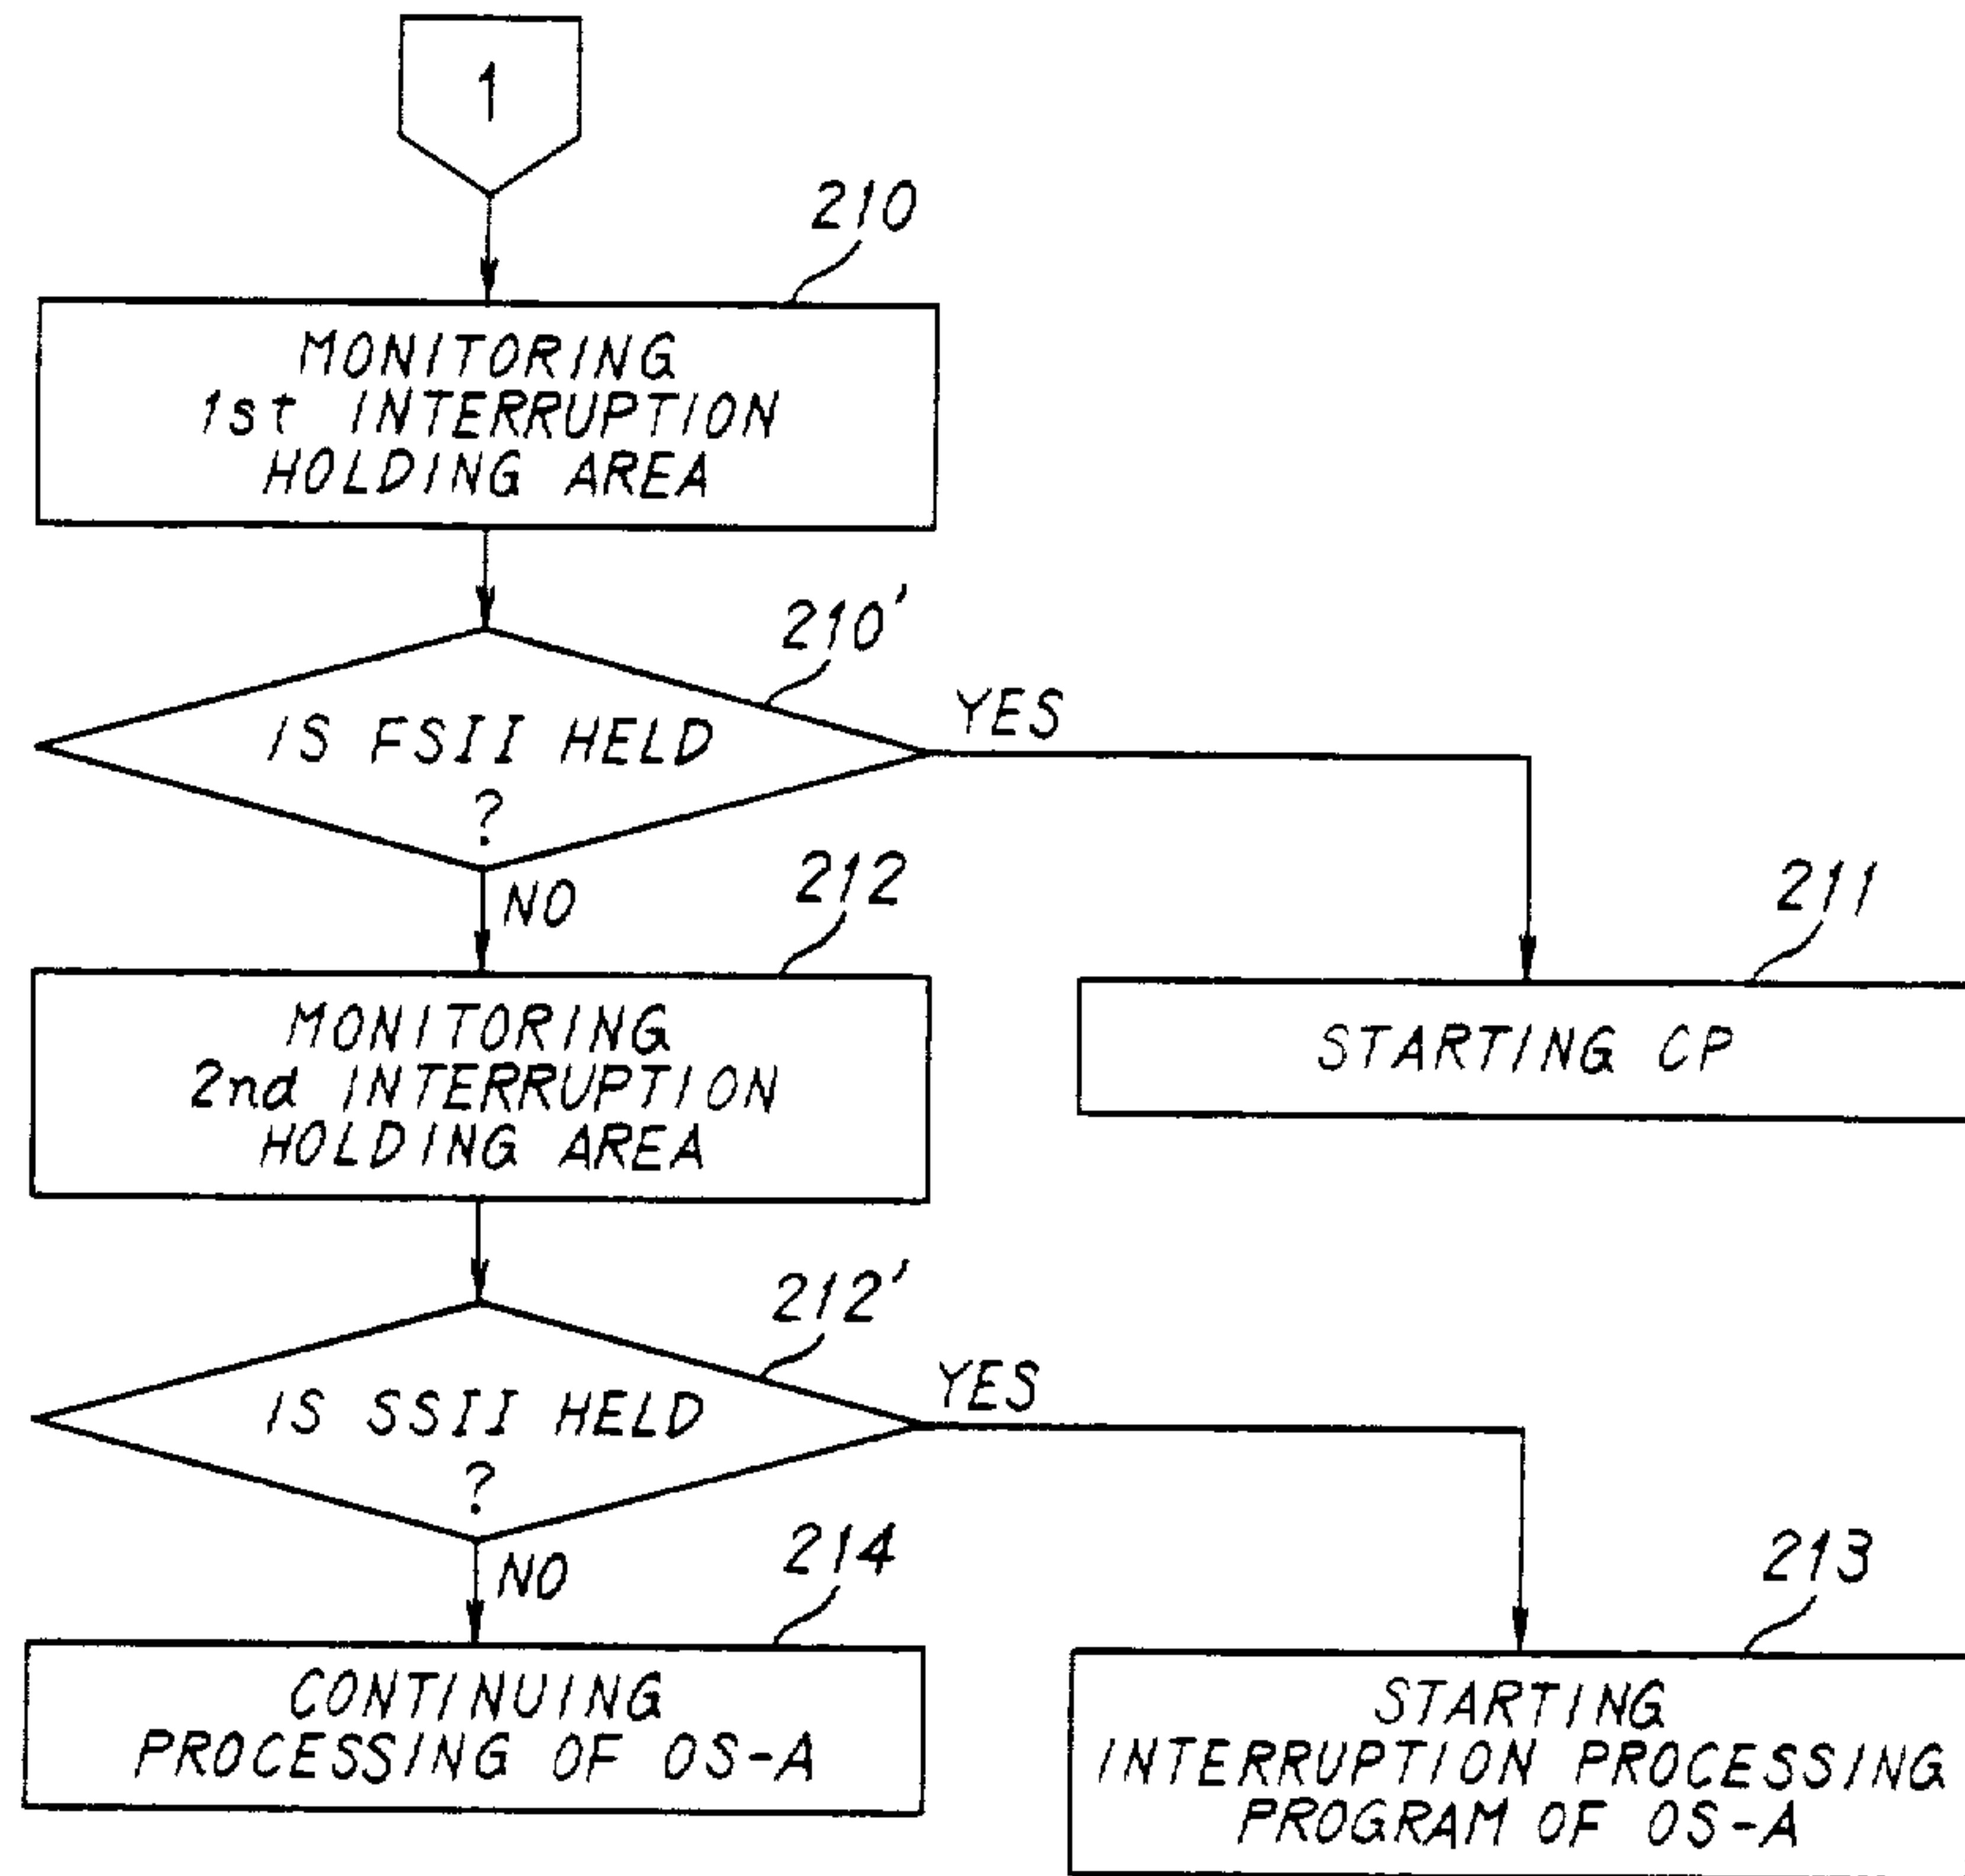 1
210
MONITORING
1st INTERRUPTION
HOLDING AREA
210'
IS FSII HELD
?
YES
NO
212
211
MONITORING
2nd INTERRUPTION
HOLDING AREA
STARTING CP
212'
IS SSII HELD
?
YES
NO
214
213
CONTINUING
PROCESSING OF OS-A
STARTING
INTERRUPTION PROCESSING
PROGRAM OF OS-A